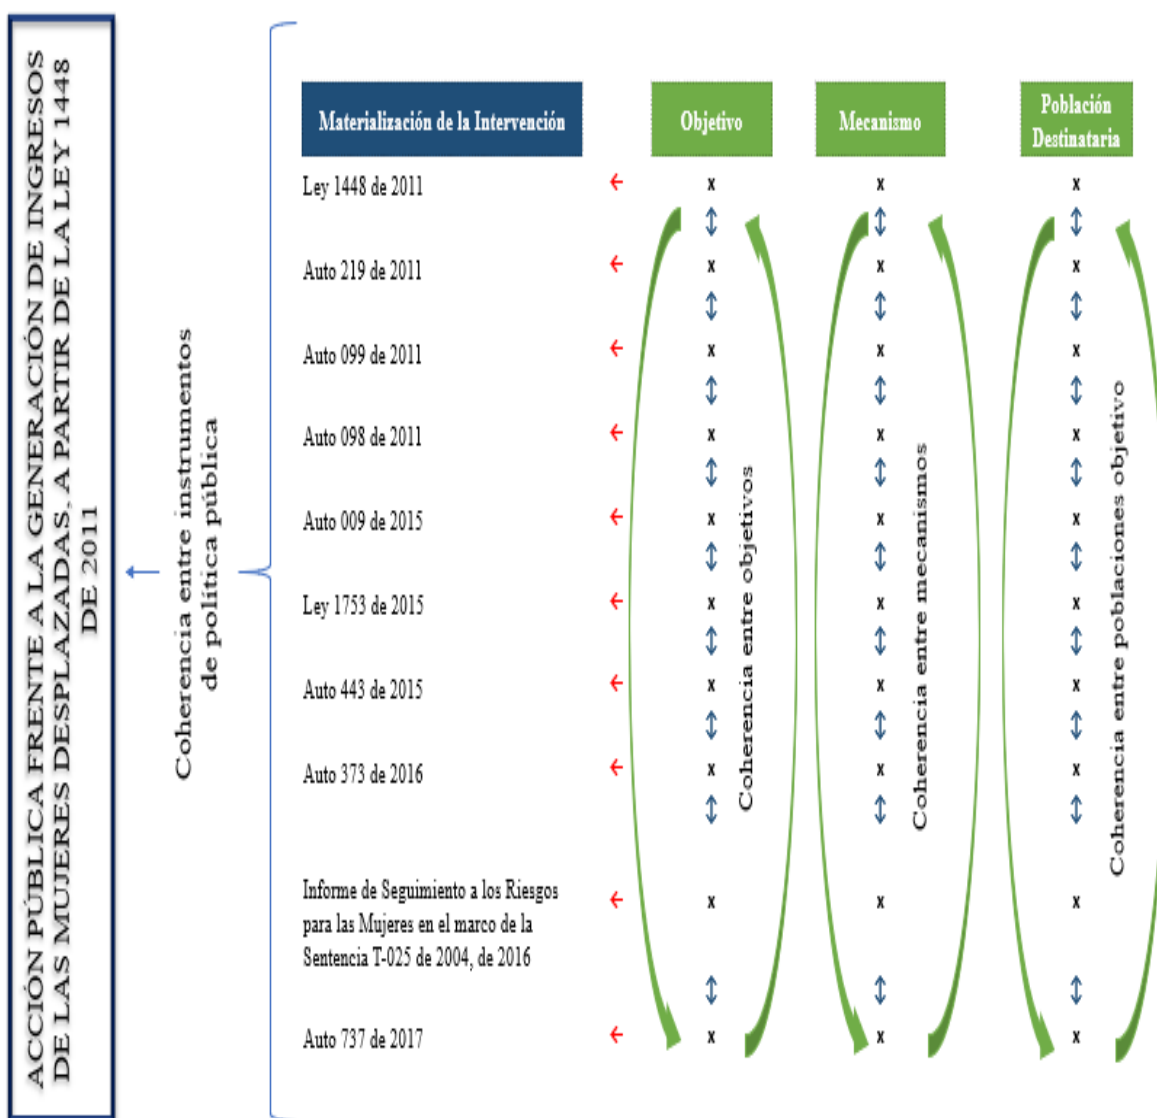 ACCIÓN PÚBLICA FRENTE A LA GENERACIÓN DE INGRESOS
DE LAS MUJERES DESPLAZADAS, A PARTIR DE LA LEY 1448
DE 2011
Coherencia entre instrumentos
de política pública
Materialización de la Intervención
Objetivo
Mecanismo
Población
Destinataria
Ley 1448 de 2011 x x x
Auto 219 de 2011 x x x
Auto 099 de 2011 x x x
Auto 098 de 2011 x x x
Auto 009 de 2015 x x x
Ley 1753 de 2015 x x x
Auto 443 de 2015 x x x
Auto 373 de 2016 x x x
Informe de Seguimiento a los Riesgos
para las Mujeres en el marco de la x x x
Sentencia T-025 de 2004, de 2016
Auto 737 de 2017 x x x
Coherencia entre objetivos
Coherencia entre mecanismos
Coherencia entre poblaciones objetivo